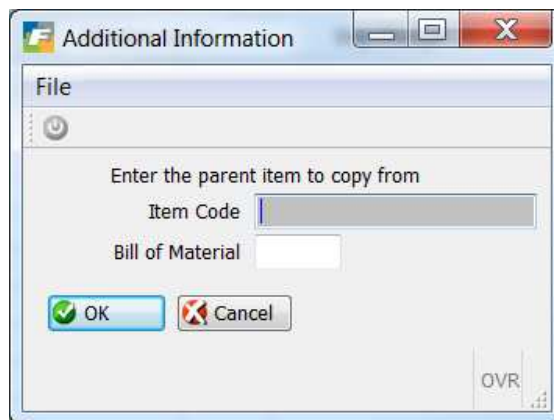 Additional Information
File
Enter the parent item to copy from
Item Code
Bill of Material
OK
Cancel
OVR